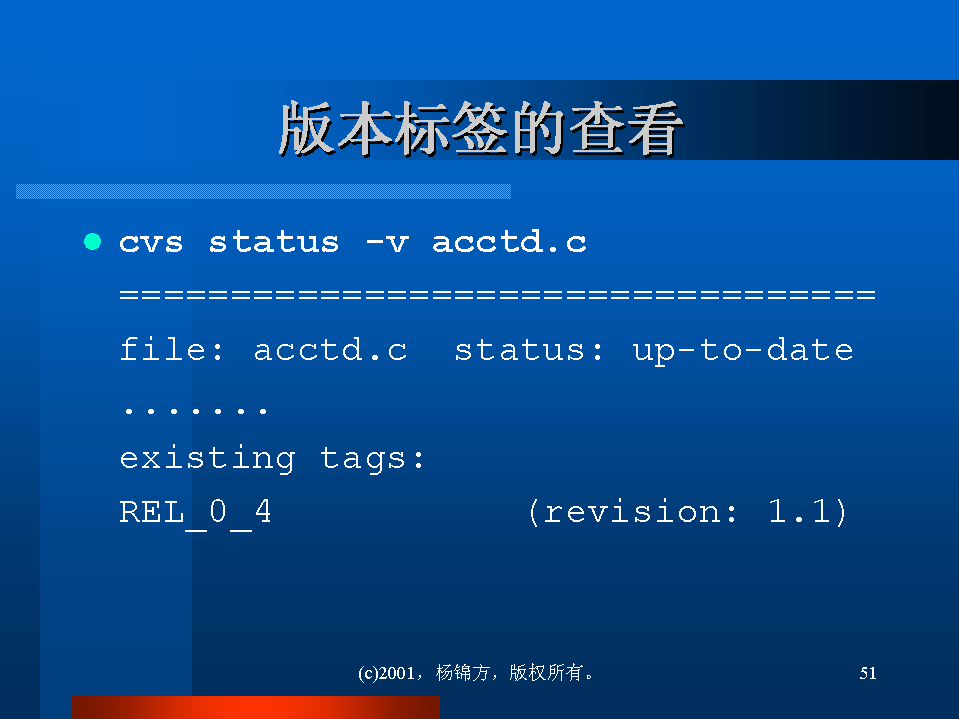 版本标签的查看
cvs status -v acctd.c
==================================
file: acctd.c  status: up-to-date
.......
existing tags:
REL_0_4           (revision: 1.1)
(c)2001，杨锦方，版权所有。
51